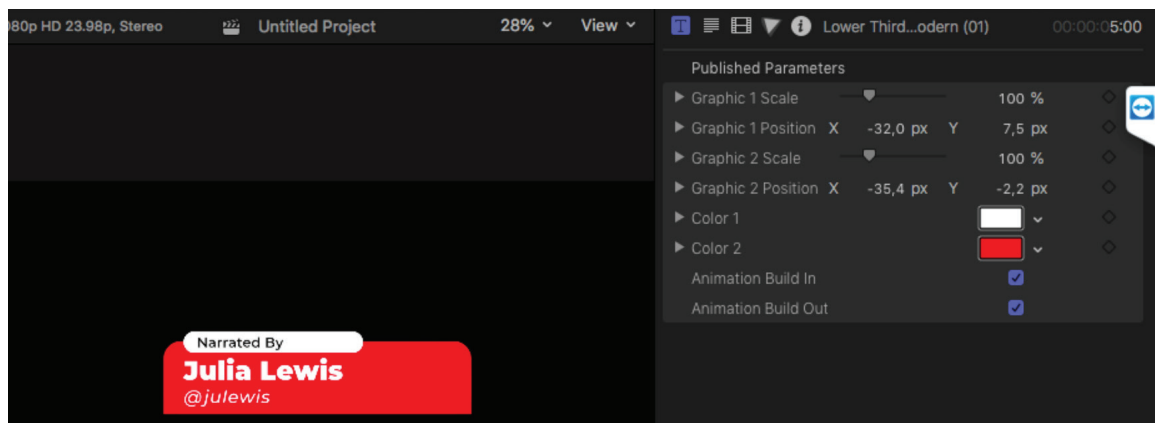 080p HD 23.98p, Stereo
Untitled Project
28%
View
T
i
Lower Third...odern (01)
00:00:05:00
Published Parameters
Graphic 1 Scale 100 %
Graphic 1 Position X -32,0 px Y 7,5 px
Graphic 2 Scale 100 %
Graphic 2 Position X -35,4 px Y -2,2 px
Color 1
Color 2
Animation Build In
Animation Build Out
Narrated By
Julia Lewis
@julewis